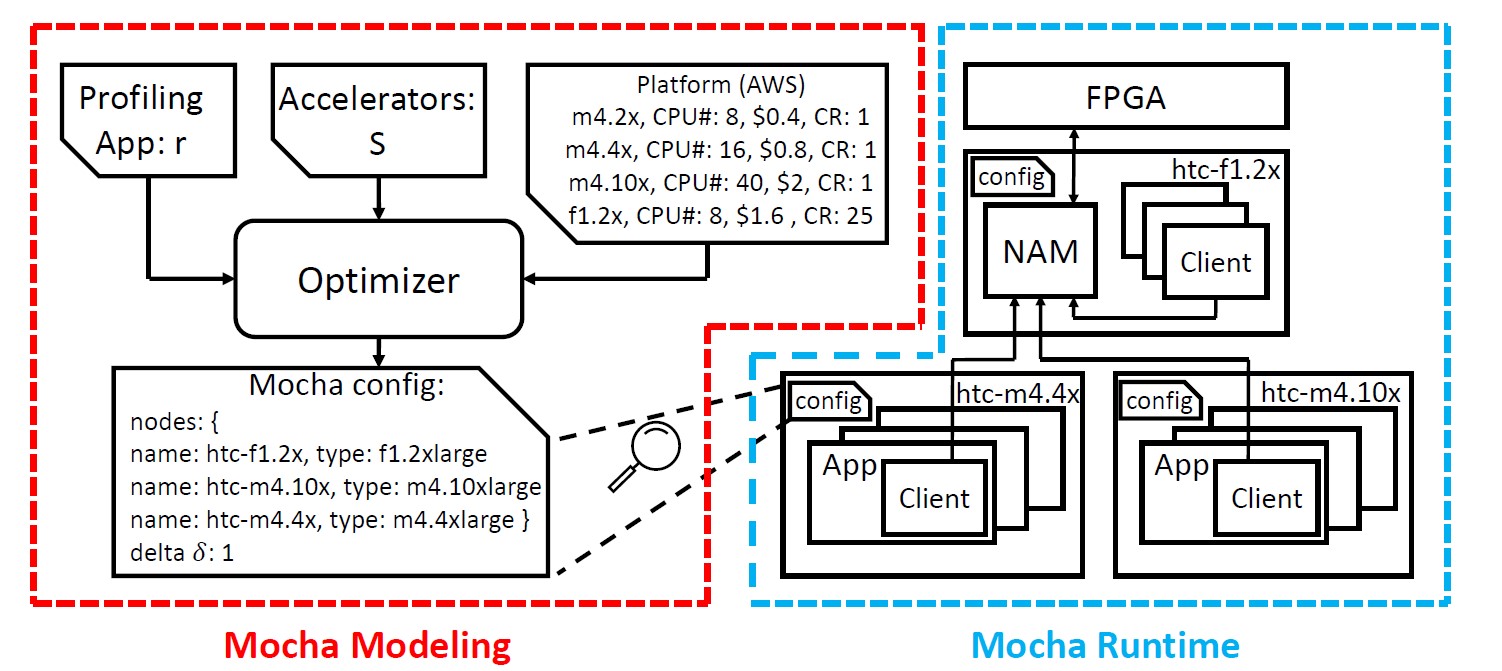 Profiling
App: r
Accelerators:
S
Platform (AWS)
m4.2x, CPU#: 8, $0.4, CR: 1
m4.4x, CPU#: 16, $0.8, CR: 1
m4.10x, CPU#: 40, $2, CR: 1
f1.2x, CPU#: 8, $1.6 , CR: 25
Optimizer
Mocha config:
nodes: {
name: htc-f1.2x, type: f1.2xlarge
name: htc-m4.10x, type: m4.10xlarge
name: htc-m4.4x, type: m4.4xlarge }
delta δ: 1
Mocha Modeling
FPGA
config
htc-f1.2x
NAM
Client
config
htc-m4.4x
App
Client
config
htc-m4.10x
App
Client
Mocha Runtime